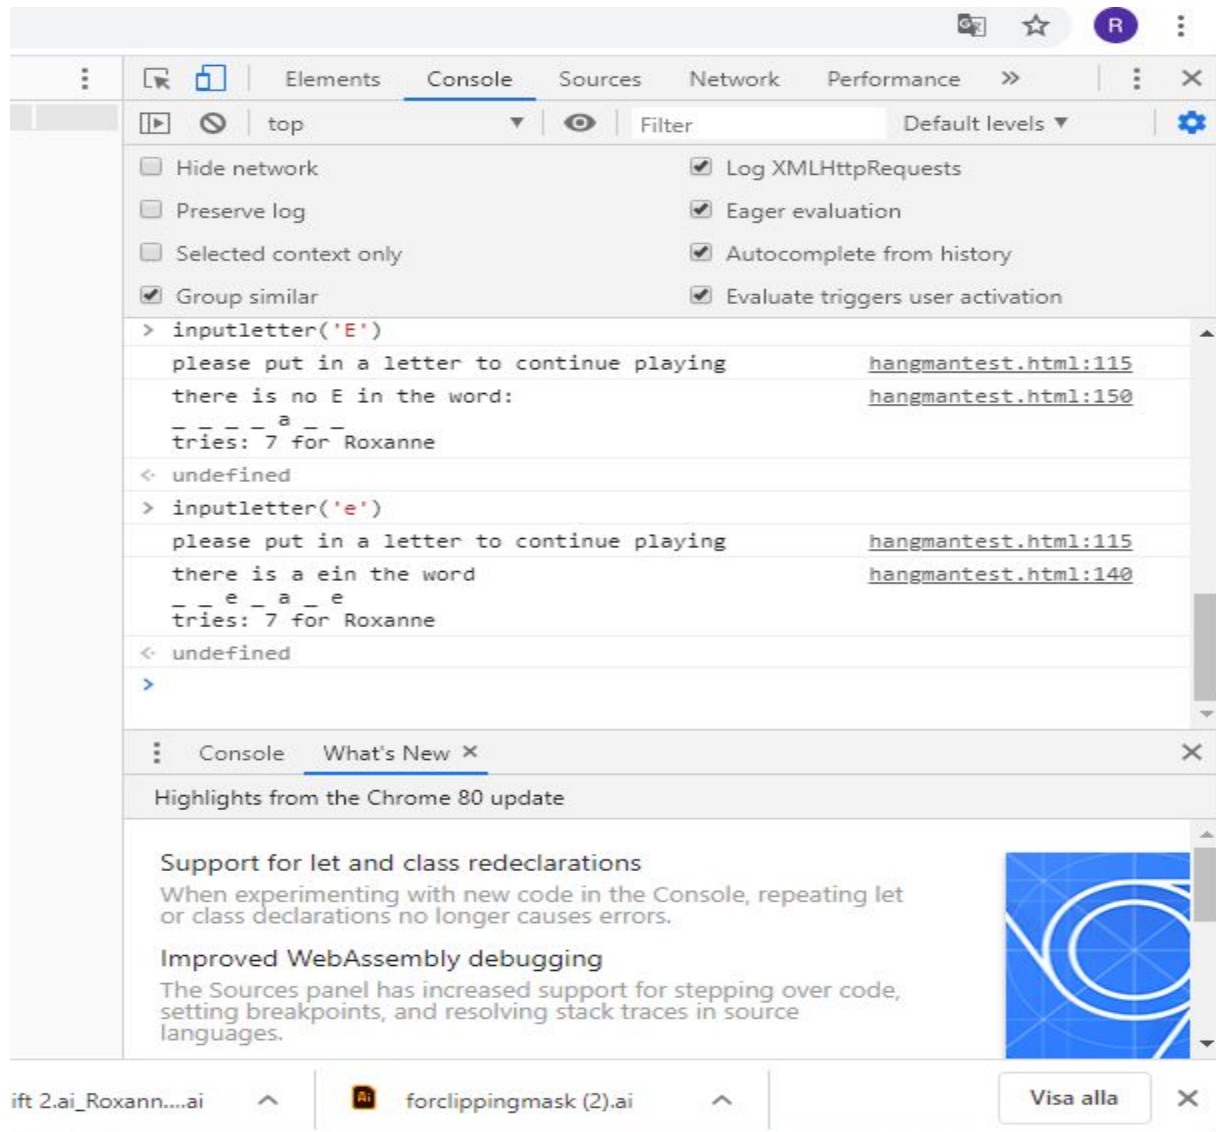 R
Elements Console Sources Network Performance »
top Filter Default levels
Hide network Log XMLHttpRequests
Preserve log Eager evaluation
Selected context only Autocomplete from history
Group similar Evaluate triggers user activation
> inputletter('E')
please put in a letter to continue playing hangmantest.html:115
there is no E in the word: hangmantest.html:150
_ _ _ _ a _ _
tries: 7 for Roxanne
undefined
> inputletter('e')
please put in a letter to continue playing hangmantest.html:115
there is a ein the word hangmantest.html:140
_ _ e _ a _ e
tries: 7 for Roxanne
undefined
>
Console What's New
Highlights from the Chrome 80 update
Support for let and class redeclarations
When experimenting with new code in the Console, repeating let
or class declarations no longer causes errors.
Improved WebAssembly debugging
The Sources panel has increased support for stepping over code,
setting breakpoints, and resolving stack traces in source
languages.
ift 2.ai_Roxann....ai Ai forclippingmask (2).ai Visa alla